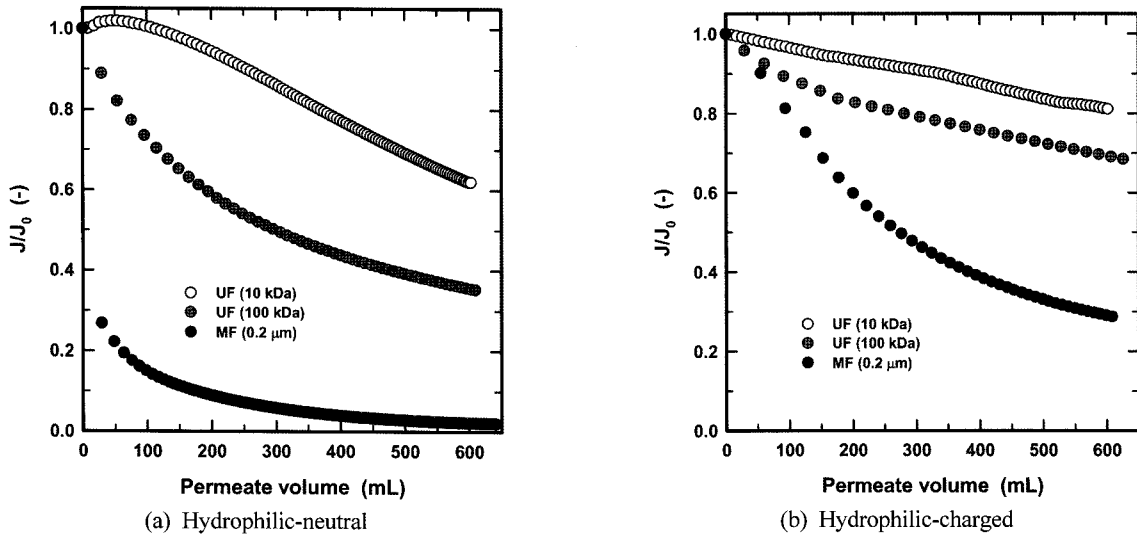 1.0
0.8
0.6
0.4
0.2
0.0
J/J0 (-)
UF (10 kDa)
UF (100 kDa)
MF (0.2 μm)
0 100 200 300 400 500 600
Permeate volume (mL)
(a) Hydrophilic-neutral
1.0
0.8
0.6
0.4
0.2
0.0
J/J0 (-)
UF (10 kDa)
UF (100 kDa)
MF (0.2 μm)
0 100 200 300 400 500 600
Permeate volume (mL)
(b) Hydrophilic-charged